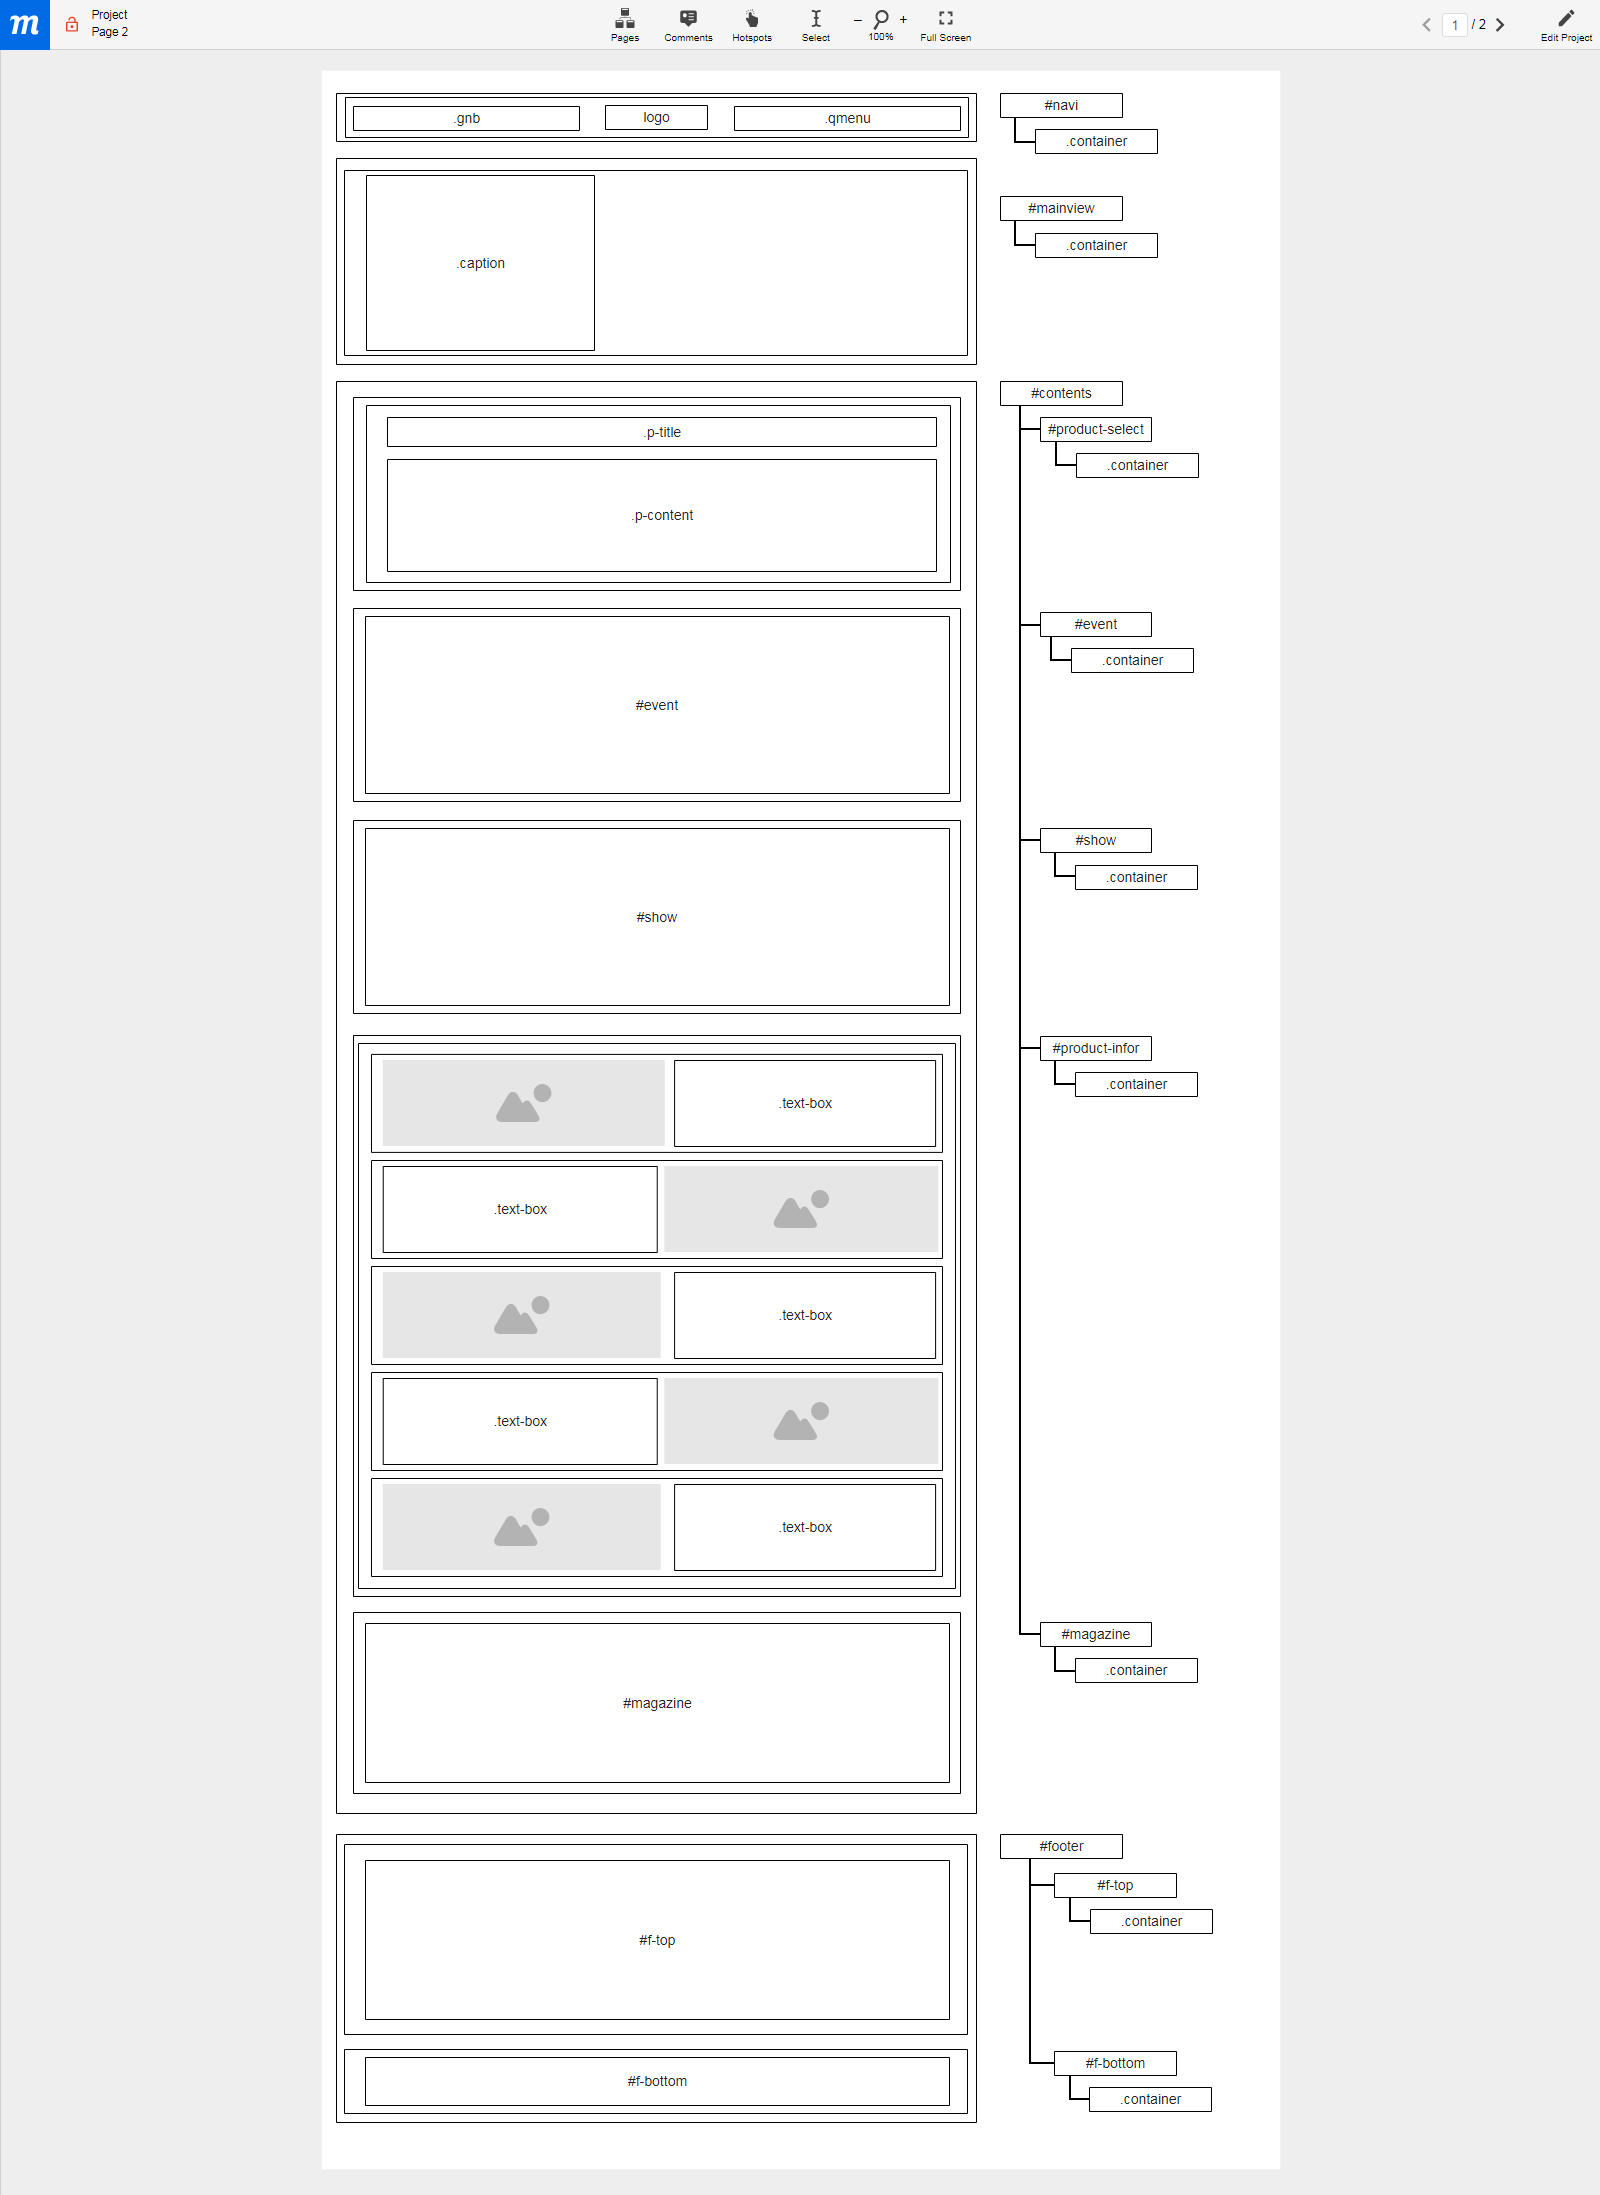 m
Project
Page 2
Pages
Comments
Hotspots
Select
– +
100%
Full Screen
1 / 2
Edit Project
.gnb
logo
.qmenu
#navi
.container
.caption
#mainview
.container
#contents
.p-title
#product-select
.container
.p-content
#event
.container
#event
#show
.container
#show
#product-infor
.container
.text-box
.text-box
.text-box
.text-box
.text-box
#magazine
.container
#magazine
#footer
#f-top
.container
#f-top
#f-bottom
#f-bottom
.container